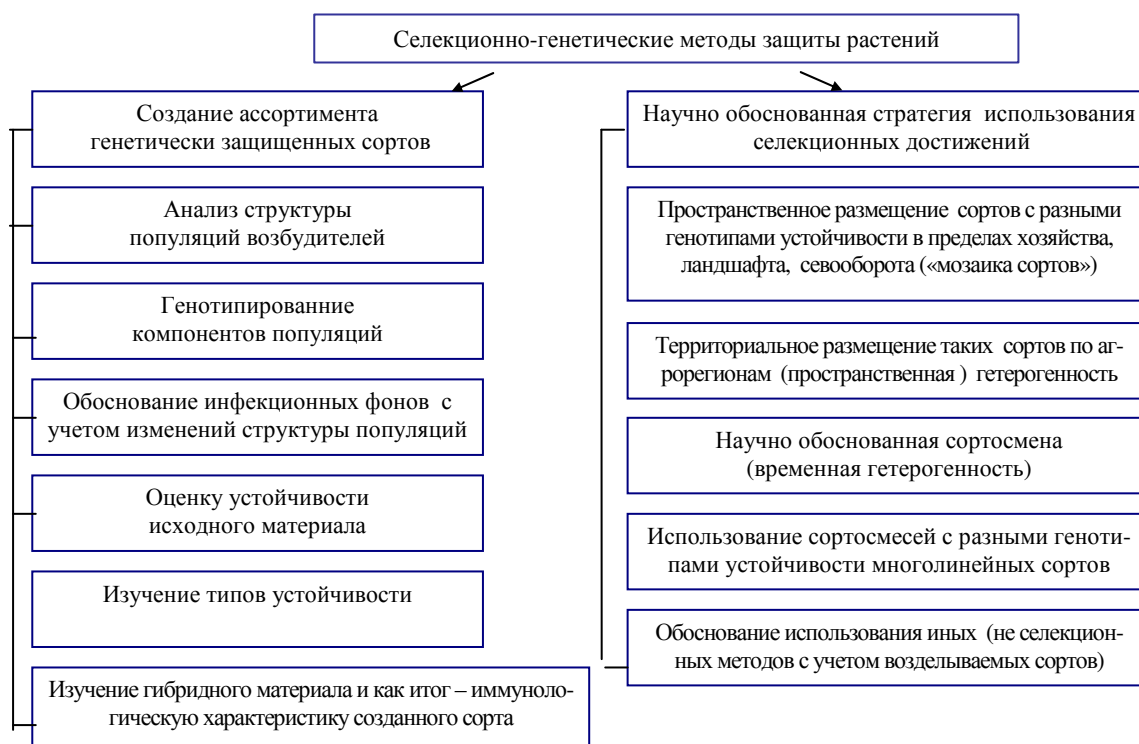 Селекционно-генетические методы защиты растений
Создание ассортимента
генетически защищенных сортов
Анализ структуры
популяций возбудителей
Генотипированние
компонентов популяций
Обоснование инфекционных фонов с
учетом изменений структуры популяций
Оценку устойчивости
исходного материала
Изучение типов устойчивости
Изучение гибридного материала и как итог – иммуноло-
гическую характеристику созданного сорта
Научно обоснованная стратегия использования
селекционных достижений
Пространственное размещение сортов с разными
генотипами устойчивости в пределах хозяйства,
ландшафта, севооборота («мозаика сортов»)
Территориальное размещение таких сортов по аг-
рорегионам (пространственная ) гетерогенность
Научно обоснованная сортосмена
(временная гетерогенность)
Использование сортосмесей с разными геноти-
пами устойчивости многолинейных сортов
Обоснование использования иных (не селекцион-
ных методов с учетом возделываемых сортов)